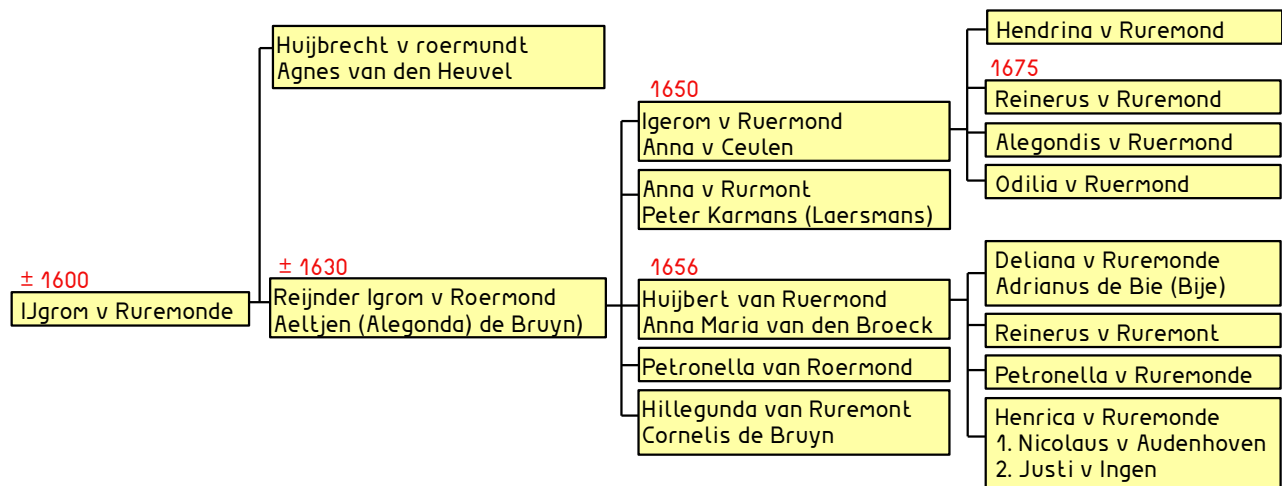 ± 1600
IJgrom v Ruremonde
Huijbrecht v roermundt
Agnes van den Heuvel
± 1630
Reijnder Igrom v Roermond
Aeltjen (Alegonda) de Bruyn)
1650
Igerom v Ruermond
Anna v Ceulen
Anna v Rurmont
Peter Karmans (Laersmans)
1656
Huijbert van Ruermond
Anna Maria van den Broeck
Petronella van Roermond
Hillegunda van Ruremont
Cornelis de Bruyn
Hendrina v Ruremond
1675
Reinerus v Ruremond
Alegondis v Ruermond
Odilia v Ruermond
Deliana v Ruremonde
Adrianus de Bie (Bije)
Reinerus v Ruremont
Petronella v Ruremonde
Henrica v Ruremonde
1. Nicolaus v Audenhoven
2. Justi v Ingen